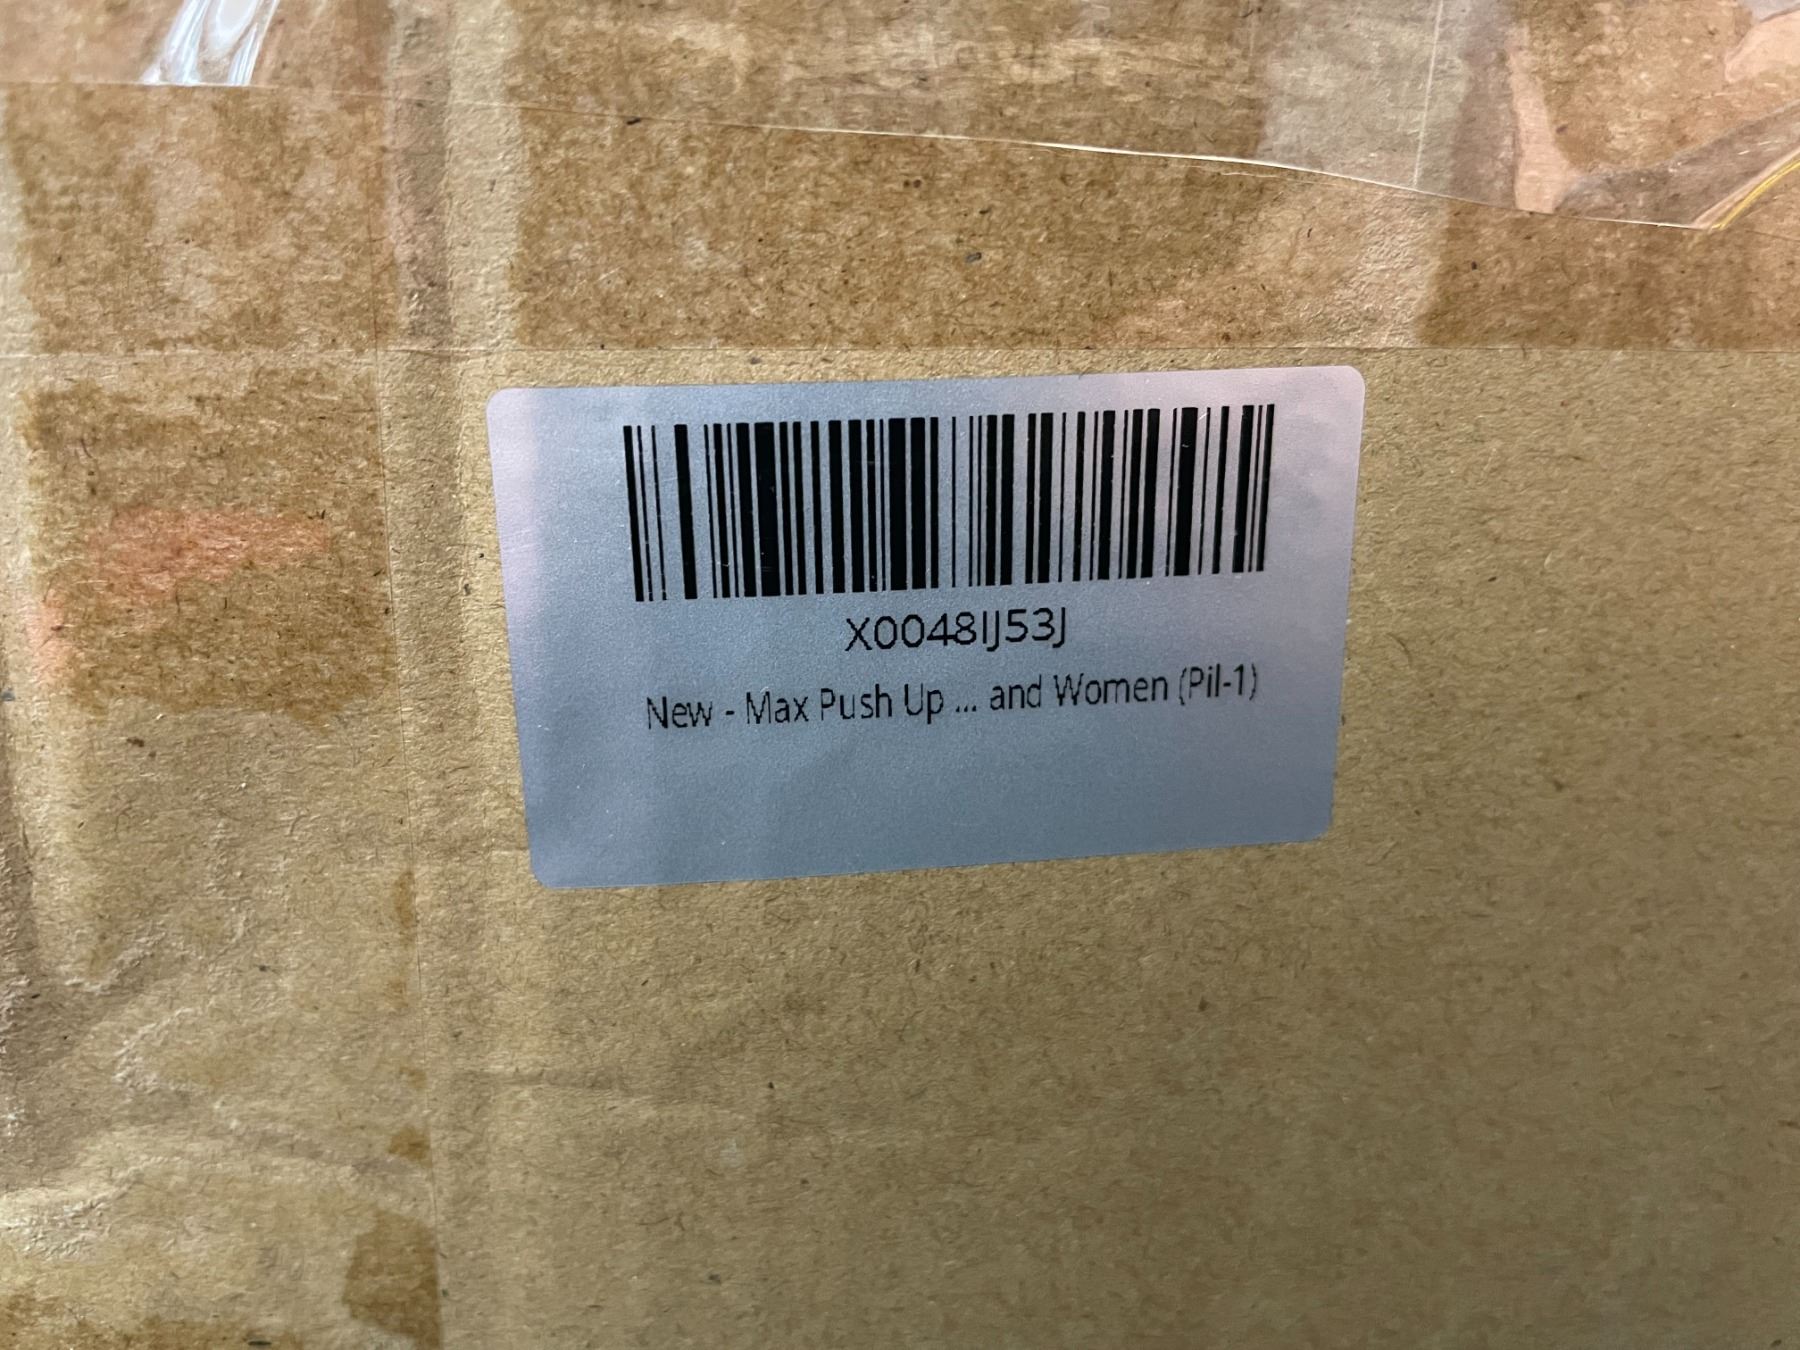 X0048IJ53J
New - Max Push Up ... and Women (Pil-1)